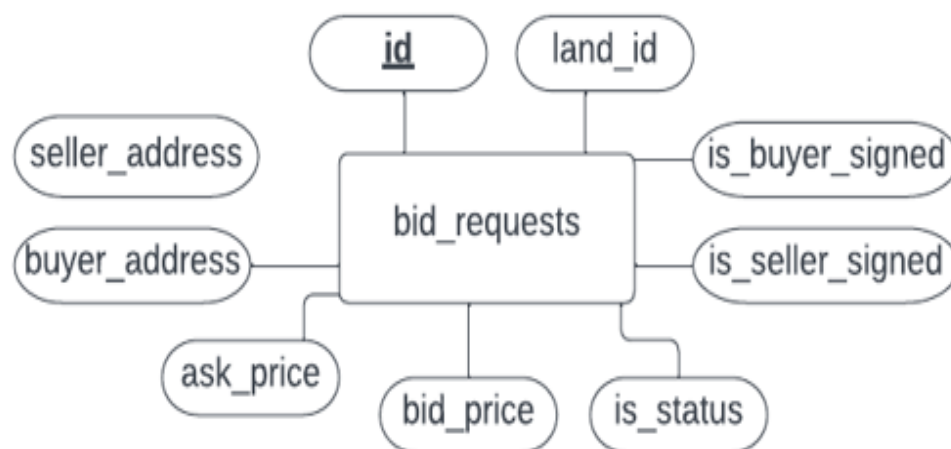 id
land_id
seller_address
is_buyer_signed
bid_requests
buyer_address
is_seller_signed
ask_price
bid_price
is_status